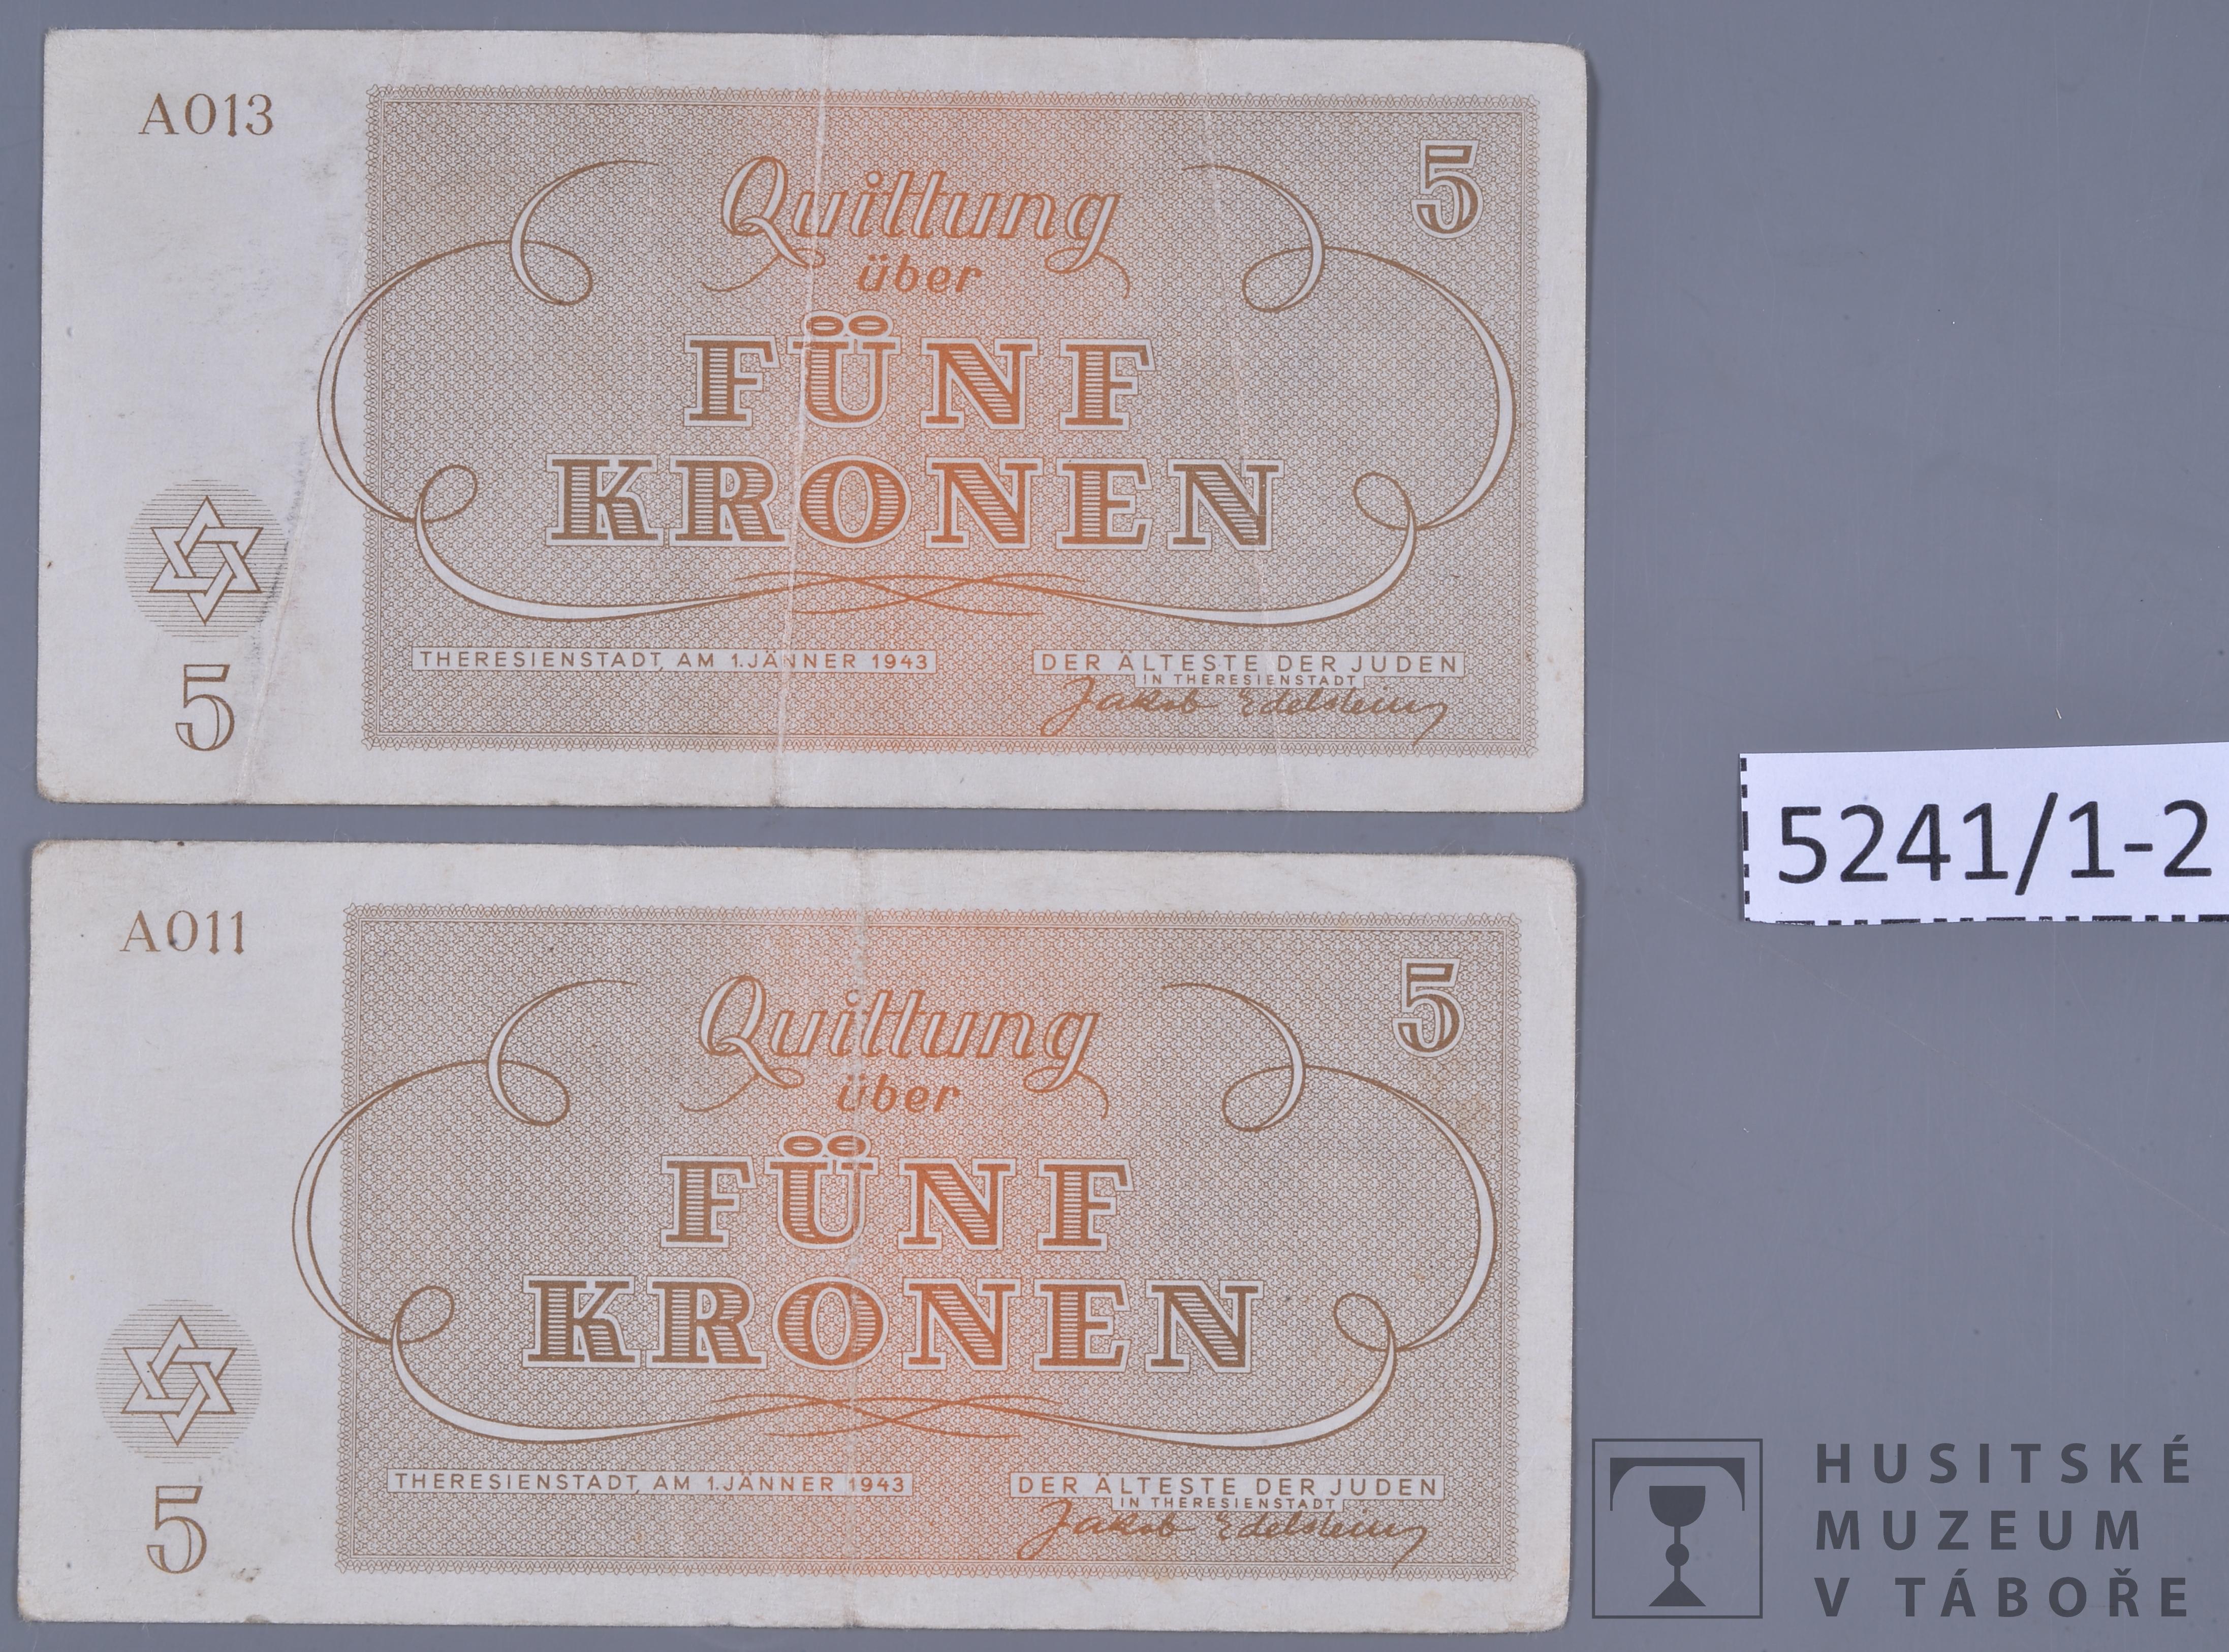 A013
5
Quittung
über
FÜNF
KRONEN
THERESIENSTADT, AM 1. JÄNNER 1943
DER ÄLTESTE DER JUDEN
IN THERESIENSTADT
Jakob Edelstein
5
5241/1-2
A011
5
Quittung
über
FÜNF
KRONEN
THERESIENSTADT, AM 1. JÄNNER 1943
DER ÄLTESTE DER JUDEN
IN THERESIENSTADT
Jakob Edelstein
5
HUSITSKÉ
MUZEUM
V TÁBOŘE